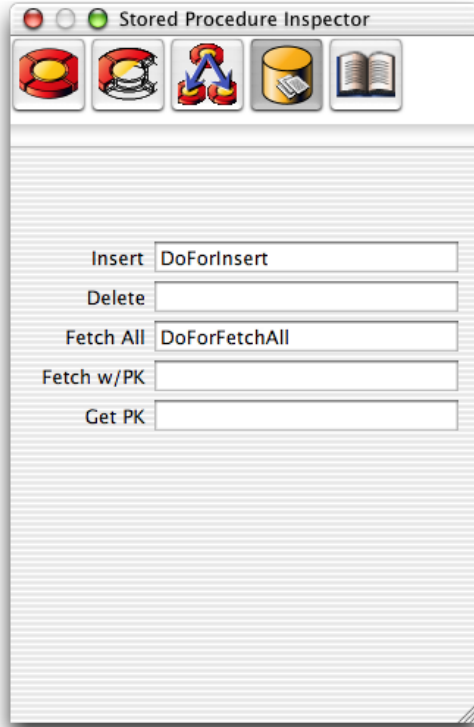 Stored Procedure Inspector
Insert DoForInsert
Delete
Fetch All DoForFetchAll
Fetch w/PK
Get PK